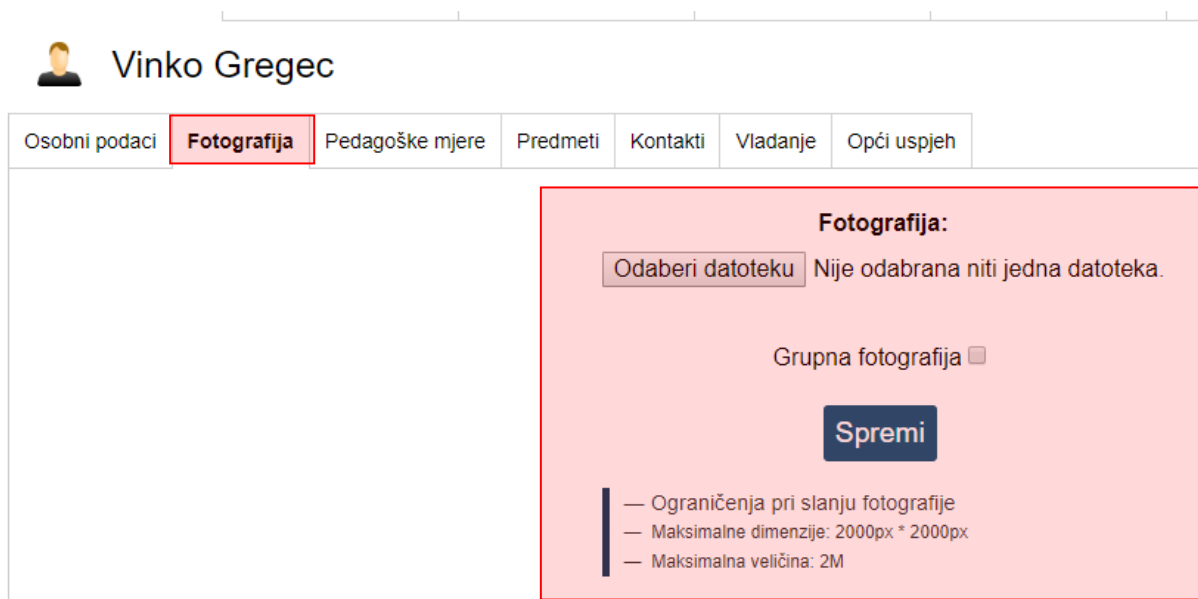 Vinko Gregec
Osobni podaci Fotografija Pedagoške mjere Predmeti Kontakti Vladanje Opći uspjeh
Fotografija:
Odaberi datoteku Nije odabrana niti jedna datoteka.
Grupna fotografija
Spremi
— Ograničenja pri slanju fotografije
— Maksimalne dimenzije: 2000px * 2000px
— Maksimalna veličina: 2M